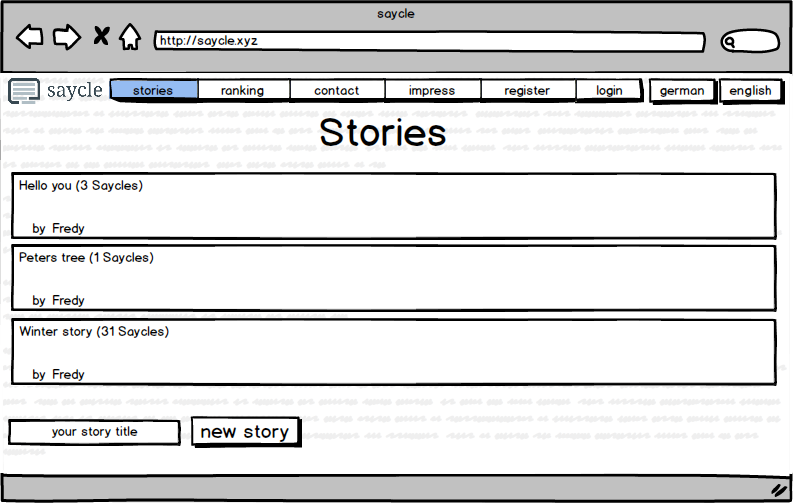 saycle
http://saycle.xyz
saycle stories ranking contact impress register login german english
Stories
Hello you (3 Saycles)
by Fredy
Peters tree (1 Saycles)
by Fredy
Winter story (31 Saycles)
by Fredy
your story title new story